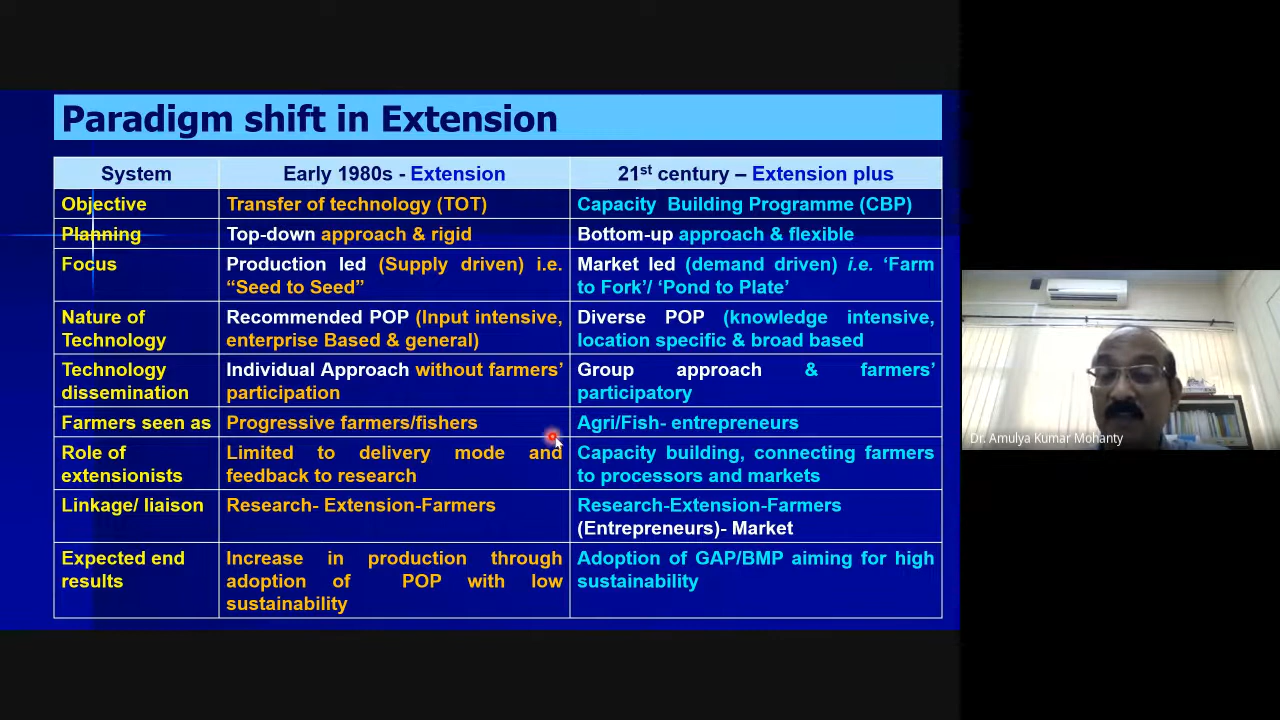 Paradigm shift in Extension
System
Early 1980s - Extension
21st century – Extension plus
Objective
Transfer of technology (TOT)
Capacity Building Programme (CBP)
Planning
Top-down approach & rigid
Bottom-up approach & flexible
Focus
Production led (Supply driven) i.e.
“Seed to Seed”
Market led (demand driven) i.e. ‘Farm
to Fork’/ ‘Pond to Plate’
Nature of
Technology
Recommended POP (Input intensive,
enterprise Based & general)
Diverse POP (knowledge intensive,
location specific & broad based
Technology
dissemination
Individual Approach without farmers’
participation
Group approach & farmers’
participatory
Farmers seen as
Progressive farmers/fishers
Agri/Fish- entrepreneurs
Role of
extensionists
Limited to delivery mode and
feedback to research
Capacity building, connecting farmers
to processors and markets
Linkage/ liaison
Research- Extension-Farmers
Research-Extension-Farmers
(Entrepreneurs)- Market
Expected end
results
Increase in production through
adoption of POP with low
sustainability
Adoption of GAP/BMP aiming for high
sustainability
Dr. Amulya Kumar Mohanty